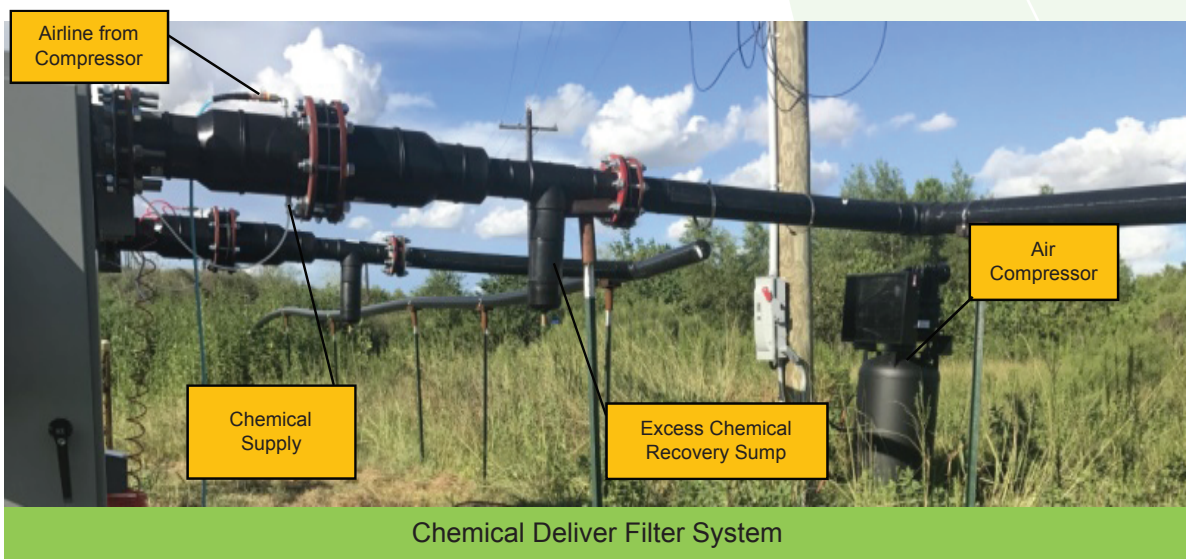 Airline from
Compressor
Air
Compressor
Chemical
Supply
Excess Chemical
Recovery Sump
Chemical Deliver Filter System